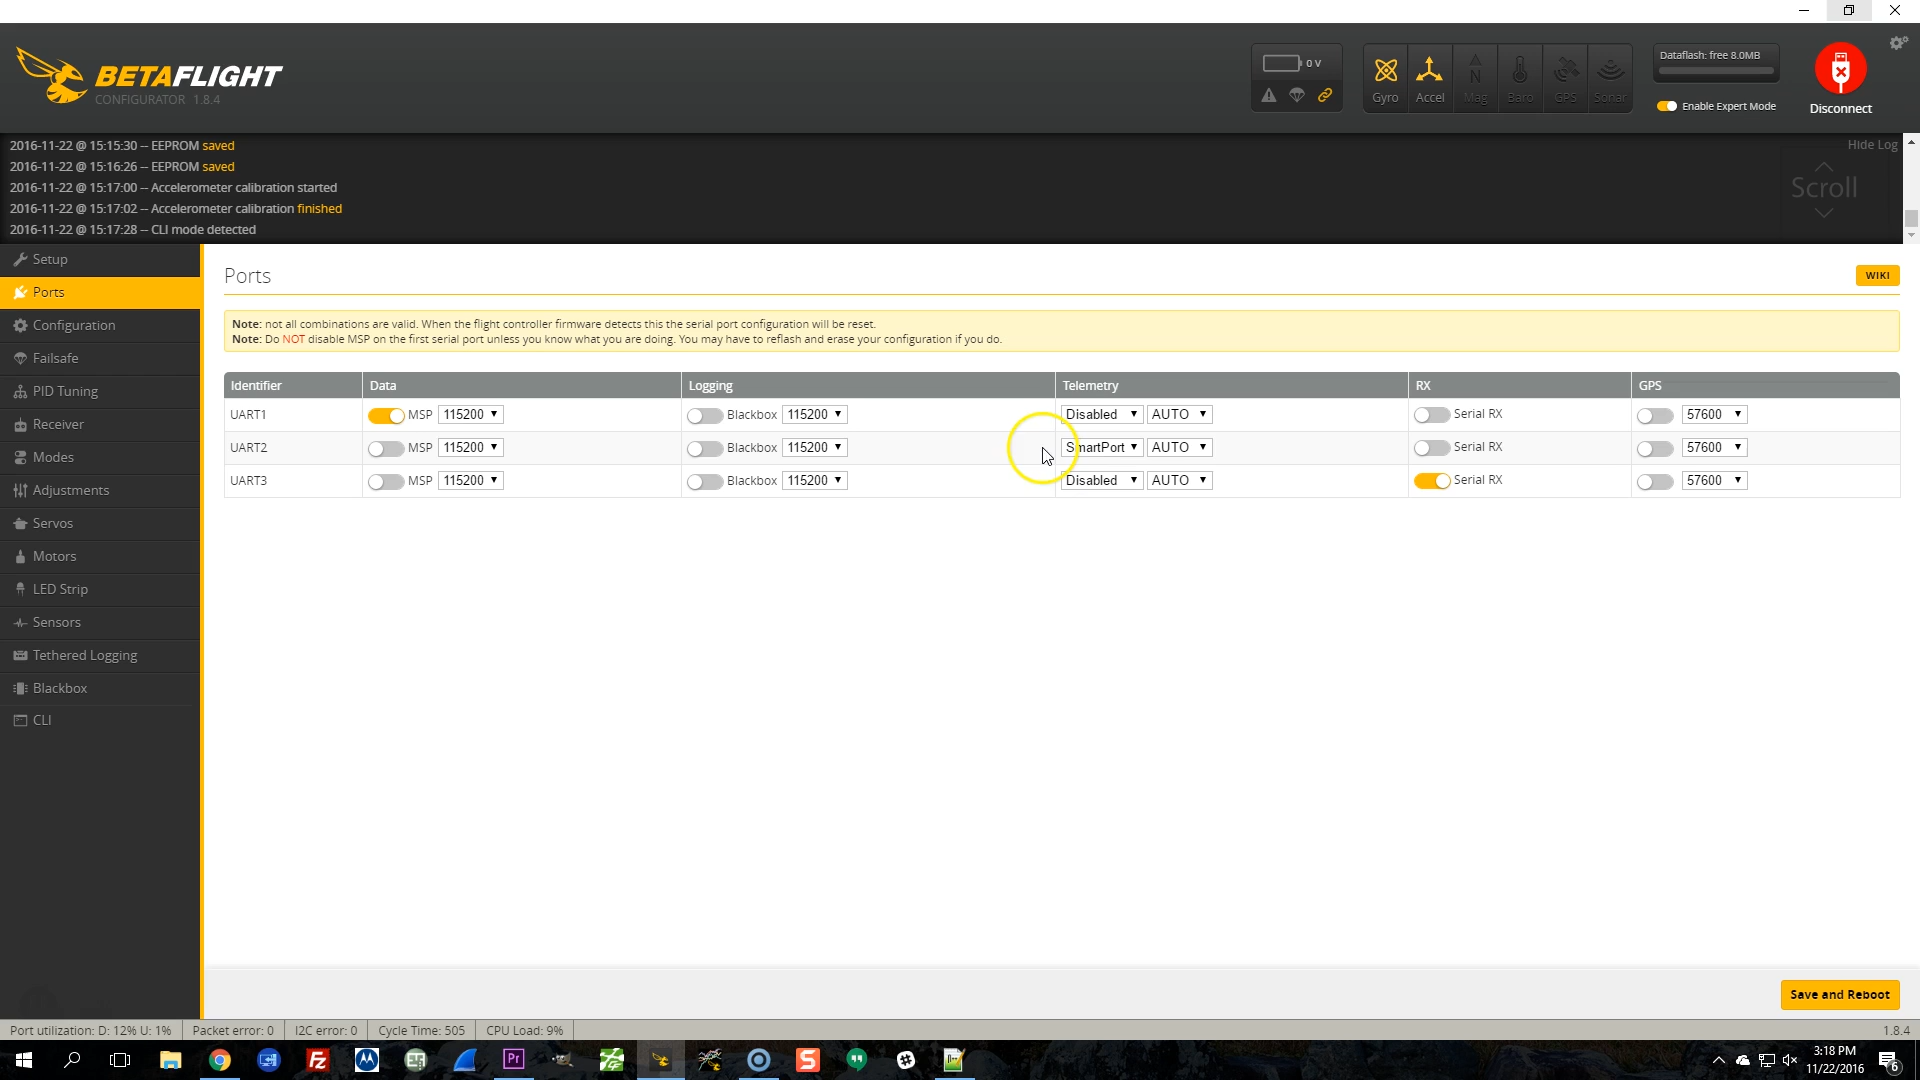 BETAFLIGHT
CONFIGURATOR 1.8.4
0 V
Gyro Accel Mag Baro GPS Sonar
Dataflash: free 8.0MB
Enable Expert Mode
Disconnect
2016-11-22 @ 15:15:30 -- EEPROM saved
2016-11-22 @ 15:16:26 -- EEPROM saved
2016-11-22 @ 15:17:00 -- Accelerometer calibration started
2016-11-22 @ 15:17:02 -- Accelerometer calibration finished
2016-11-22 @ 15:17:28 -- CLI mode detected
Hide Log
Scroll
Setup
Ports
Configuration
Failsafe
PID Tuning
Receiver
Modes
Adjustments
Servos
Motors
LED Strip
Sensors
Tethered Logging
Blackbox
CLI
Ports
WIKI
Note: not all combinations are valid. When the flight controller firmware detects this the serial port configuration will be reset.
Note: Do NOT disable MSP on the first serial port unless you know what you are doing. You may have to reflash and erase your configuration if you do.
Identifier Data Logging Telemetry RX GPS
UART1 MSP 115200 Blackbox 115200 Disabled AUTO Serial RX 57600
UART2 MSP 115200 Blackbox 115200 SmartPort AUTO Serial RX 57600
UART3 MSP 115200 Blackbox 115200 Disabled AUTO Serial RX 57600
Save and Reboot
Port utilization: D: 12% U: 1% Packet error: 0 I2C error: 0 Cycle Time: 505 CPU Load: 9% 1.8.4
3:18 PM
11/22/2016
6